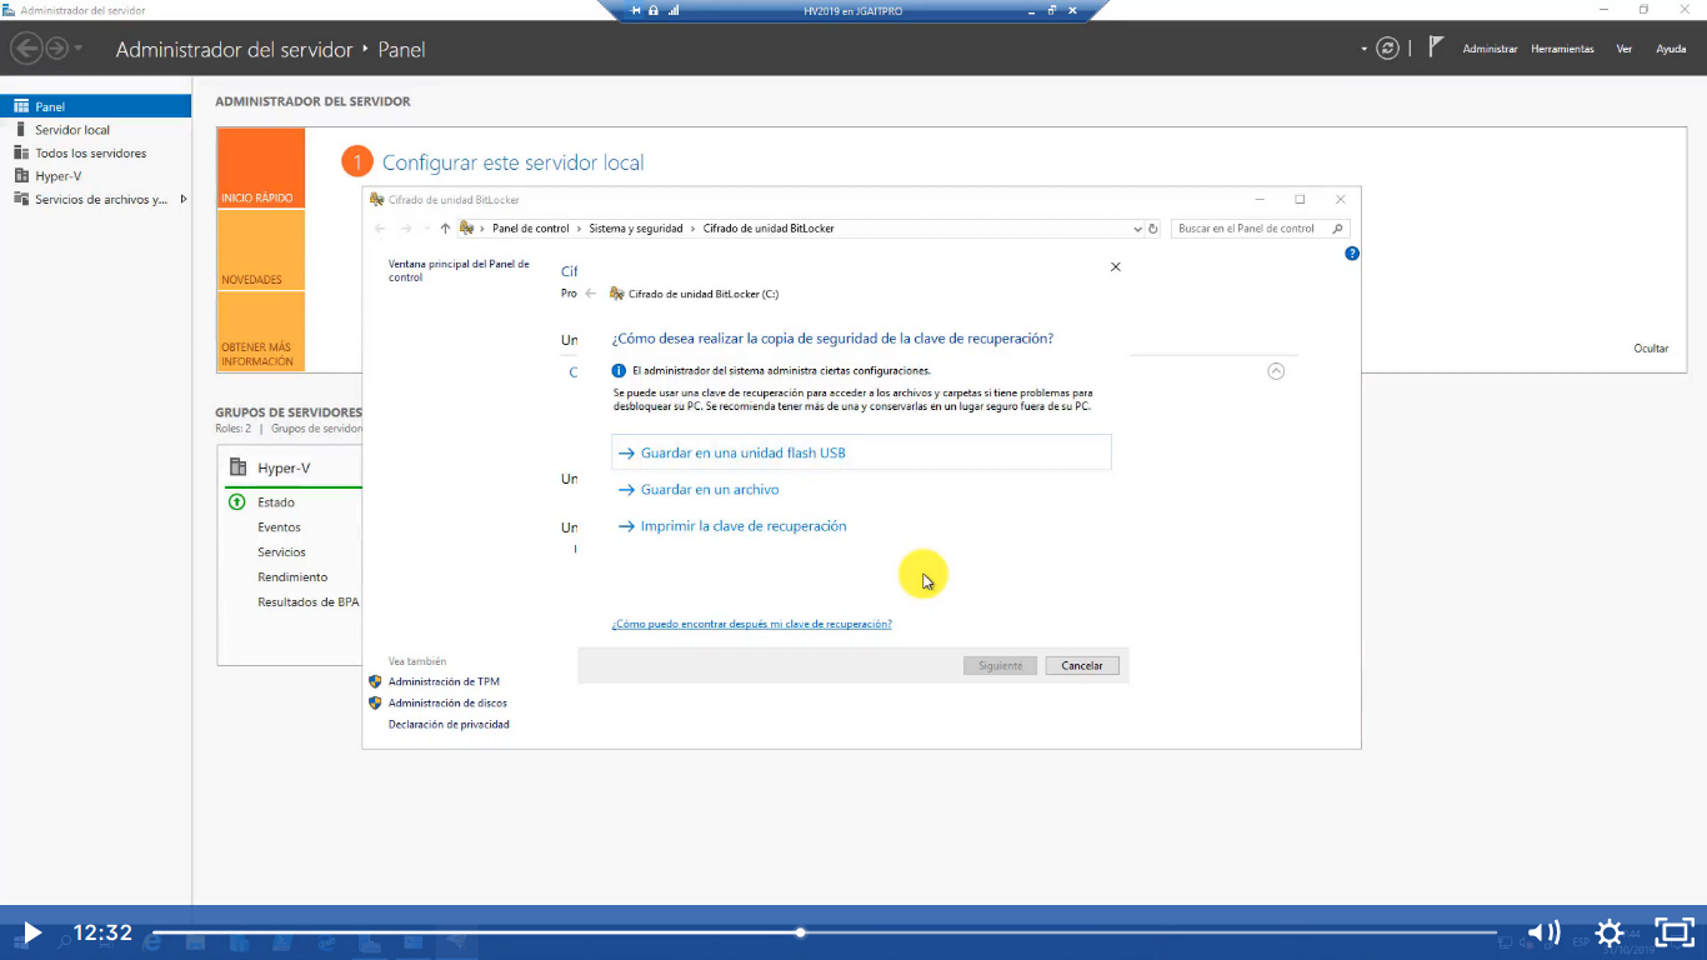 Administrador del servidor
HV2019 en JGAITPRO
Administrador del servidor ‣ Panel
Administrar Herramientas Ver Ayuda
Panel
Servidor local
Todos los servidores
Hyper-V
Servicios de archivos y...
ADMINISTRADOR DEL SERVIDOR
INICIO RÁPIDO
NOVEDADES
OBTENER MÁS
INFORMACIÓN
1 Configurar este servidor local
Ocultar
GRUPOS DE SERVIDORES
Roles: 2 | Grupos de servidor
Hyper-V
Estado
Eventos
Servicios
Rendimiento
Resultados de BPA
Cifrado de unidad BitLocker
Panel de control > Sistema y seguridad > Cifrado de unidad BitLocker
Buscar en el Panel de control
Ventana principal del Panel de
control
Cif
Pro
Un
C
Un
Un
Cifrado de unidad BitLocker (C:)
¿Cómo desea realizar la copia de seguridad de la clave de recuperación?
El administrador del sistema administra ciertas configuraciones.
Se puede usar una clave de recuperación para acceder a los archivos y carpetas si tiene problemas para
desbloquear su PC. Se recomienda tener más de una y conservarlas en un lugar seguro fuera de su PC.
→ Guardar en una unidad flash USB
→ Guardar en un archivo
→ Imprimir la clave de recuperación
¿Cómo puedo encontrar después mi clave de recuperación?
Siguiente Cancelar
Vea también
Administración de TPM
Administración de discos
Declaración de privacidad
12:32
ESP